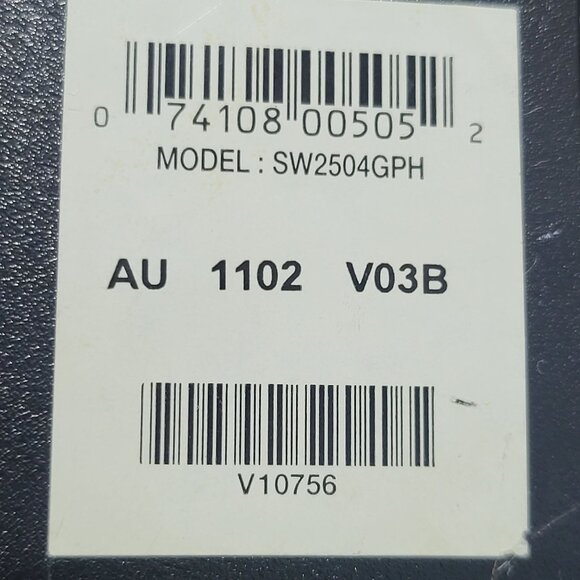 0 74108 00505 2
MODEL : SW2504GPH
AU 1102 V03B
V10756